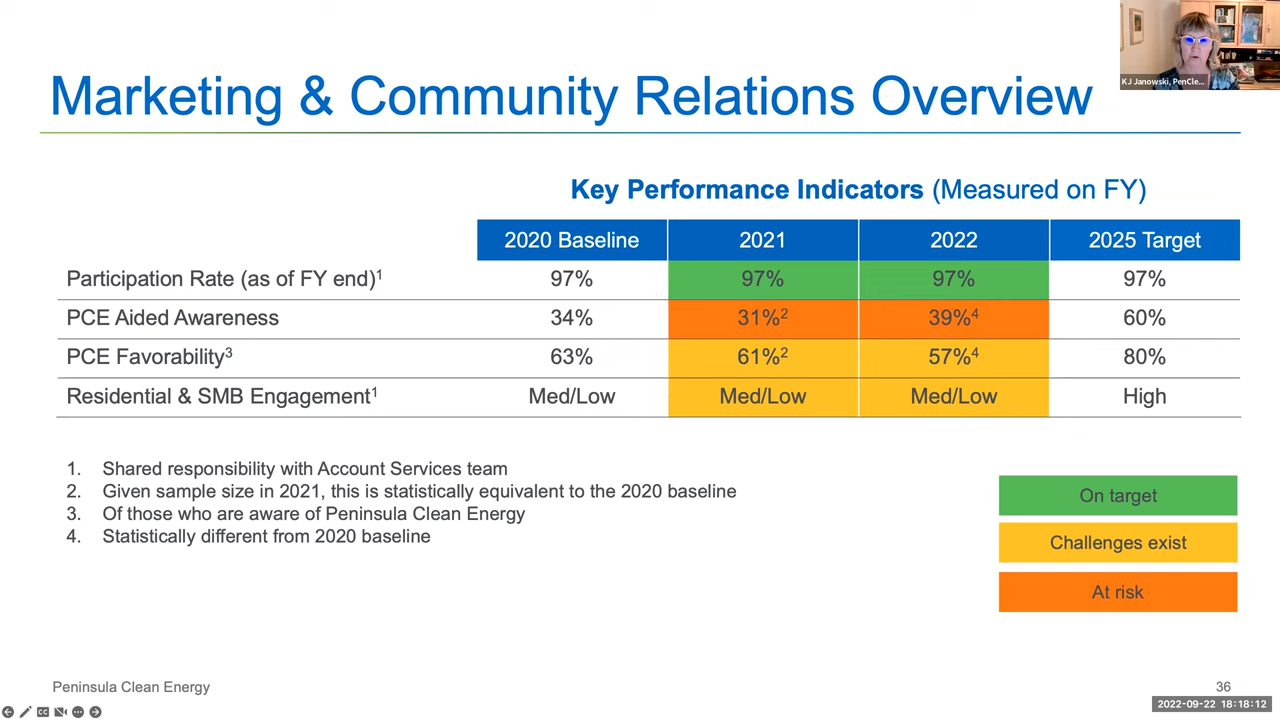 KJ Janowski, PenCle...
Marketing & Community Relations Overview
Key Performance Indicators (Measured on FY)
2020 Baseline 2021 2022 2025 Target
Participation Rate (as of FY end)¹ 97% 97% 97% 97%
PCE Aided Awareness 34% 31%² 39%⁴ 60%
PCE Favorability³ 63% 61%² 57%⁴ 80%
Residential & SMB Engagement¹ Med/Low Med/Low Med/Low High
1. Shared responsibility with Account Services team
2. Given sample size in 2021, this is statistically equivalent to the 2020 baseline
3. Of those who are aware of Peninsula Clean Energy
4. Statistically different from 2020 baseline
On target
Challenges exist
At risk
Peninsula Clean Energy
36
CC
2022-09-22 18:18:12